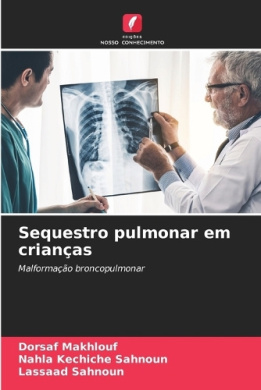 edições
NOSSO CONHECIMENTO
Sequestro pulmonar em
crianças
Malformação broncopulmonar
Dorsaf Makhlouf
Nahla Kechiche Sahnoun
Lassaad Sahnoun